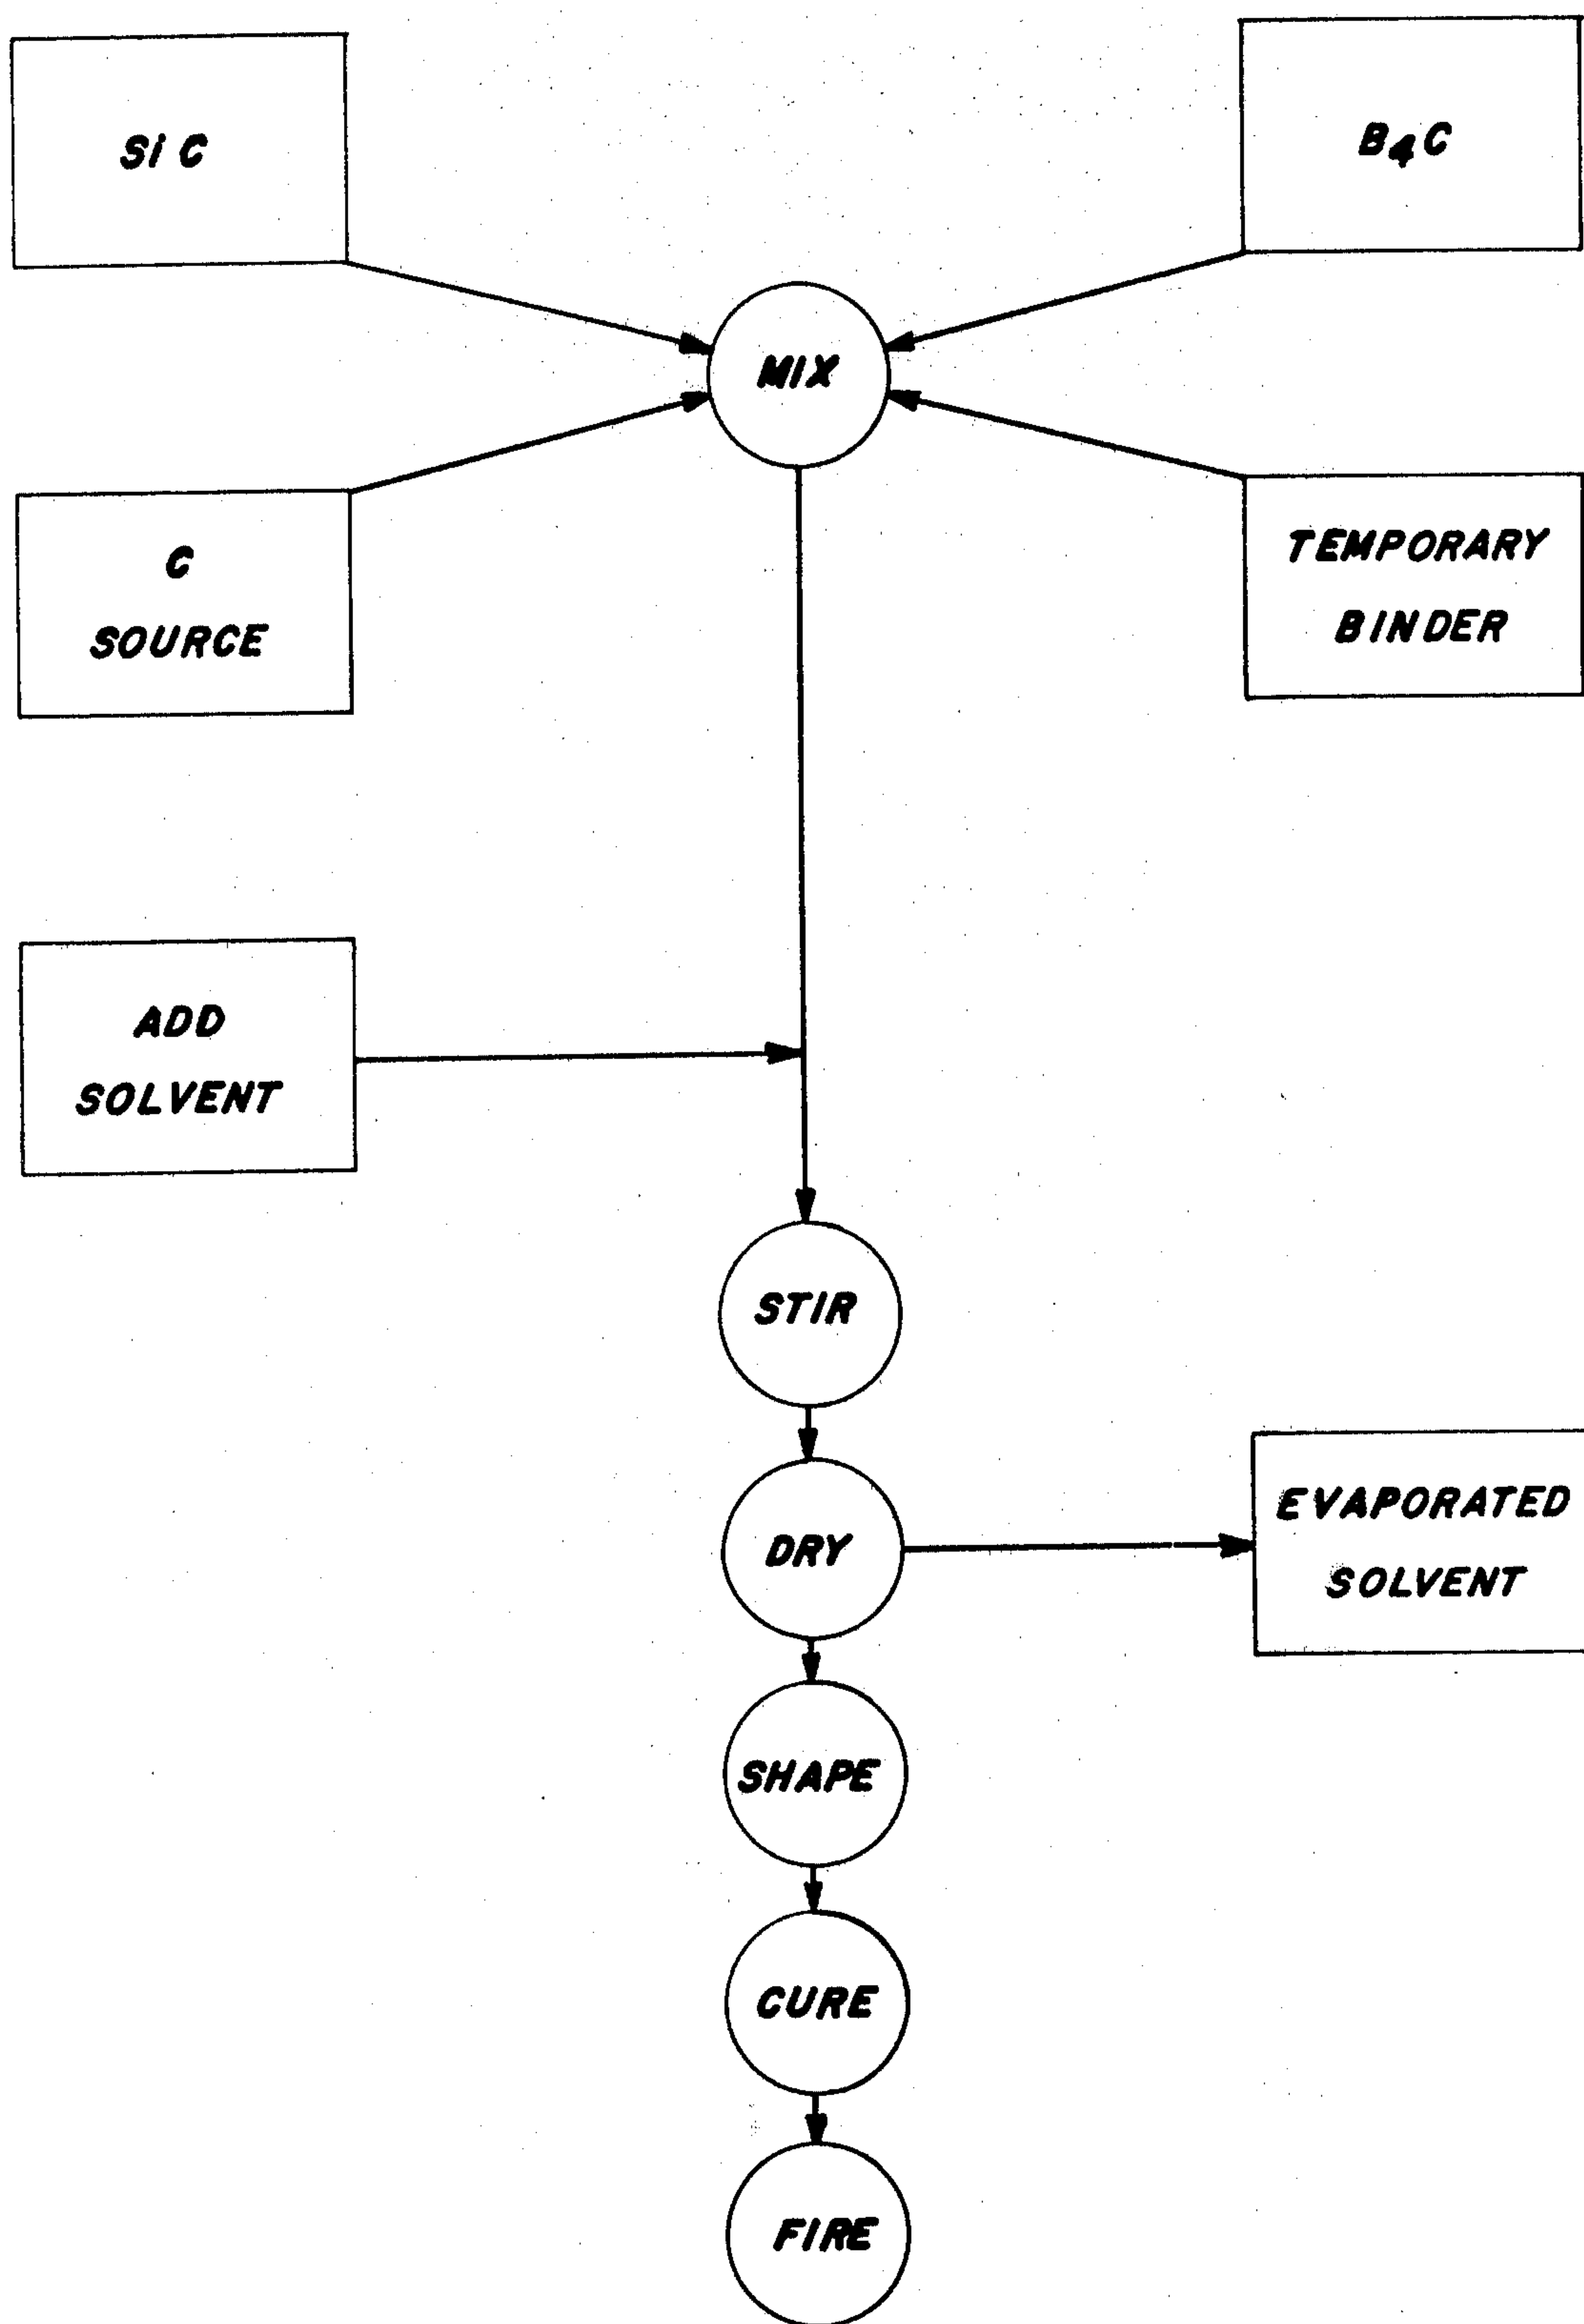 SiC
B₄C
MIX
C
SOURCE
TEMPORARY
BINDER
ADD
SOLVENT
STIR
DRY
EVAPORATED
SOLVENT
SHAPE
CURE
FIRE